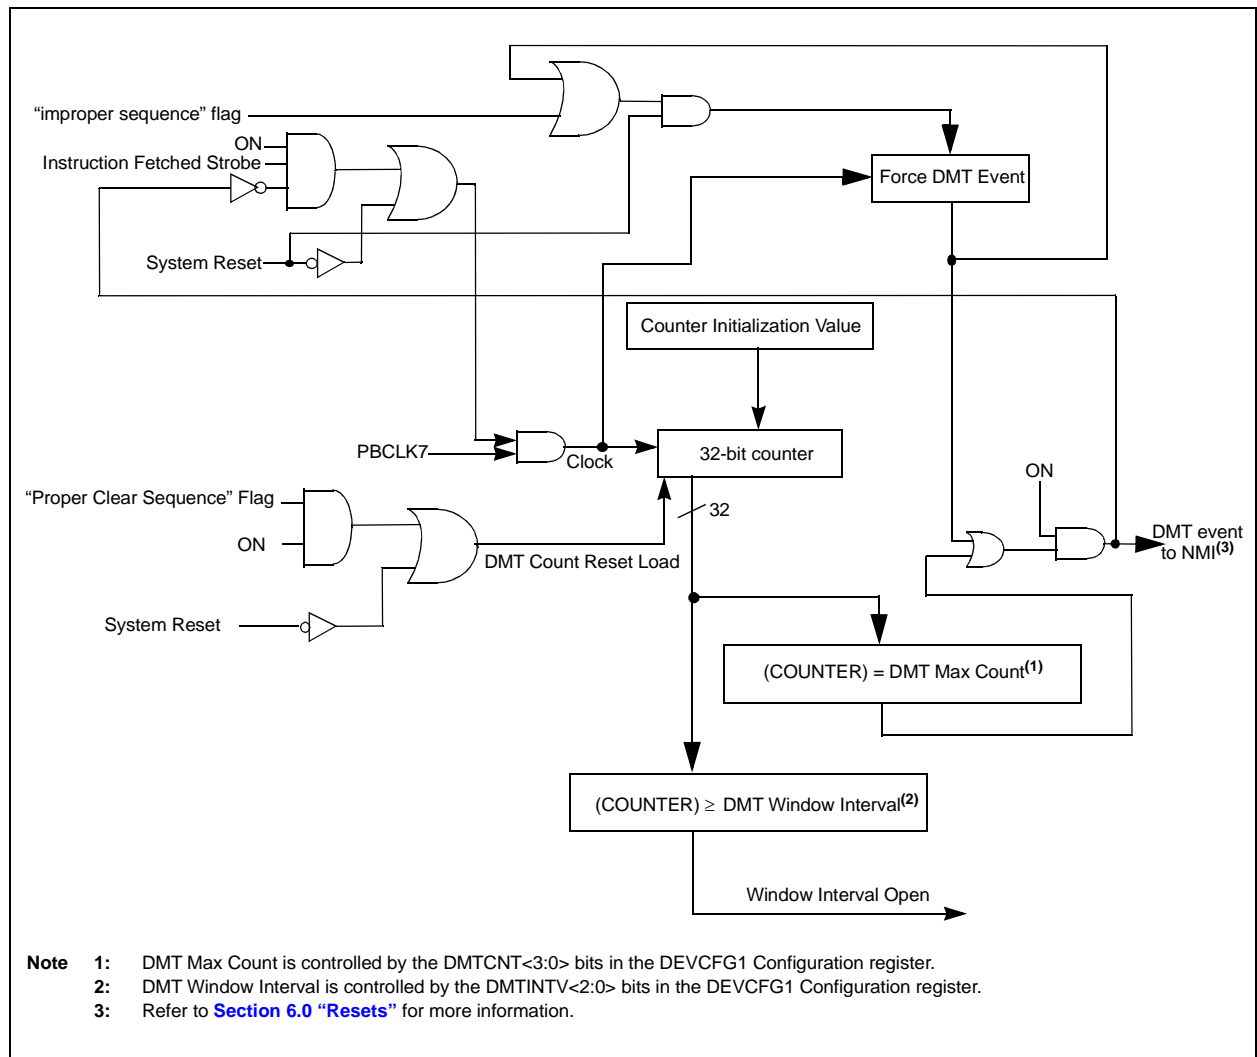 “improper sequence” flag
ON
Instruction Fetched Strobe
Force DMT Event
System Reset
Counter Initialization Value
PBCLK7
Clock
32-bit counter
ON
“Proper Clear Sequence” Flag
32
ON
DMT Count Reset Load
DMT event
to NMI(3)
System Reset
(COUNTER) = DMT Max Count(1)
(COUNTER) ≥ DMT Window Interval(2)
Window Interval Open
Note 1: DMT Max Count is controlled by the DMTCNT<3:0> bits in the DEVCFG1 Configuration register.
2: DMT Window Interval is controlled by the DMTINTV<2:0> bits in the DEVCFG1 Configuration register.
3: Refer to Section 6.0 “Resets” for more information.